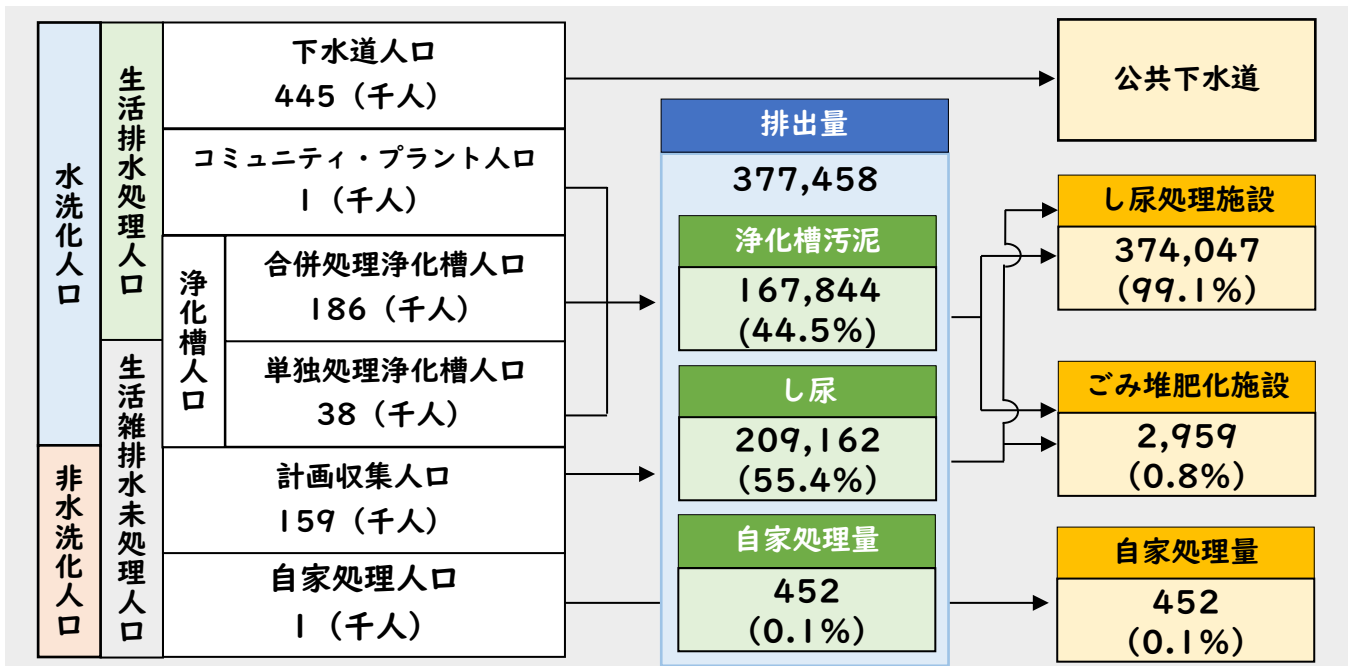 水洗化人口
非水洗化人口
生活排水処理人口
生活雑排水未処理人口
下水道人口
445（千人）
コミュニティ・プラント人口
1（千人）
浄化槽人口
合併処理浄化槽人口
186（千人）
単独処理浄化槽人口
38（千人）
計画収集人口
159（千人）
自家処理人口
1（千人）
排出量
377,458
浄化槽汚泥
167,844
(44.5%)
し尿
209,162
(55.4%)
自家処理量
452
(0.1%)
公共下水道
し尿処理施設
374,047
(99.1%)
ごみ堆肥化施設
2,959
(0.8%)
自家処理量
452
(0.1%)